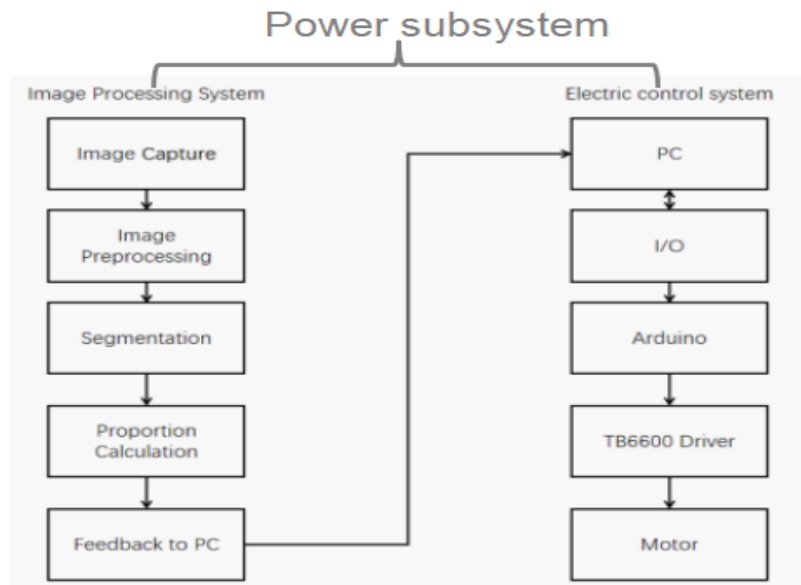 Power subsystem
Image Processing System
Image Capture
Image
Preprocessing
Segmentation
Proportion
Calculation
Feedback to PC
Electric control system
PC
I/O
Arduino
TB6600 Driver
Motor